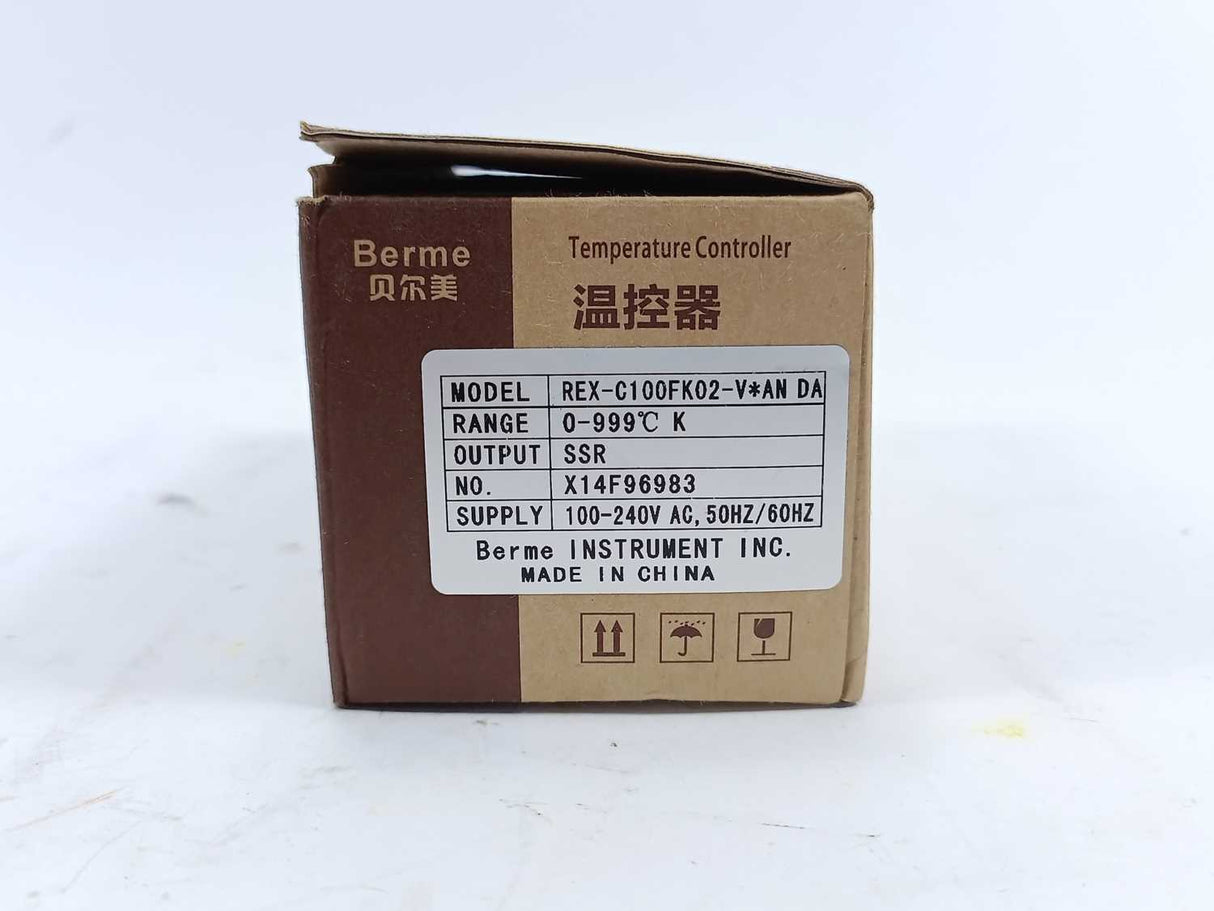 Berme
贝尔美
Temperature Controller
温控器
MODEL REX-C100FK02-V*AN DA
RANGE 0-999℃ K
OUTPUT SSR
NO. X14F96983
SUPPLY 100-240V AC, 50HZ/60HZ
Berme INSTRUMENT INC.
MADE IN CHINA